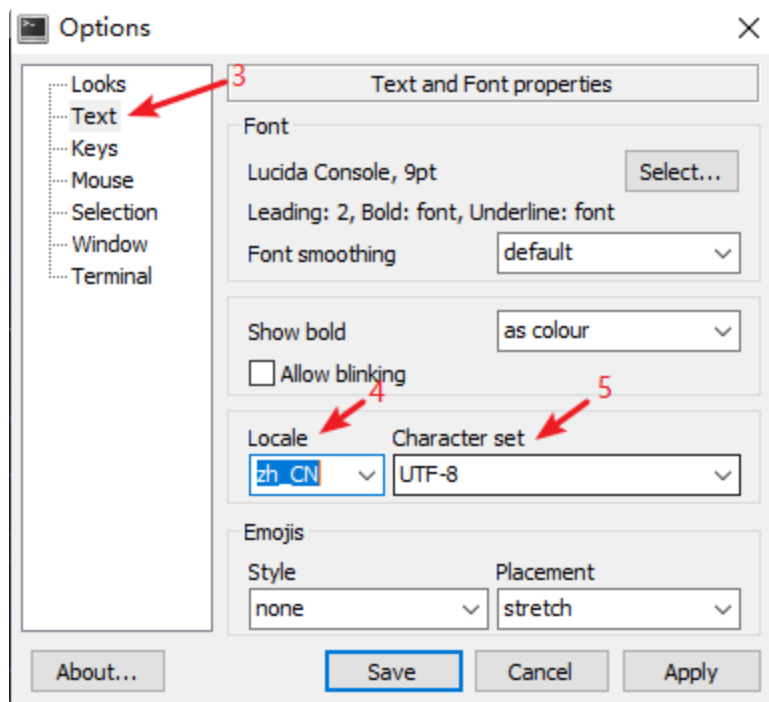 Options
Looks
Text
Keys
Mouse
Selection
Window
Terminal
3
Text and Font properties
Font
Lucida Console, 9pt
Select...
Leading: 2, Bold: font, Underline: font
Font smoothing
default
Show bold
as colour
Allow blinking
4
5
Locale
Character set
zh_CN
UTF-8
Emojis
Style
Placement
none
stretch
About...
Save
Cancel
Apply